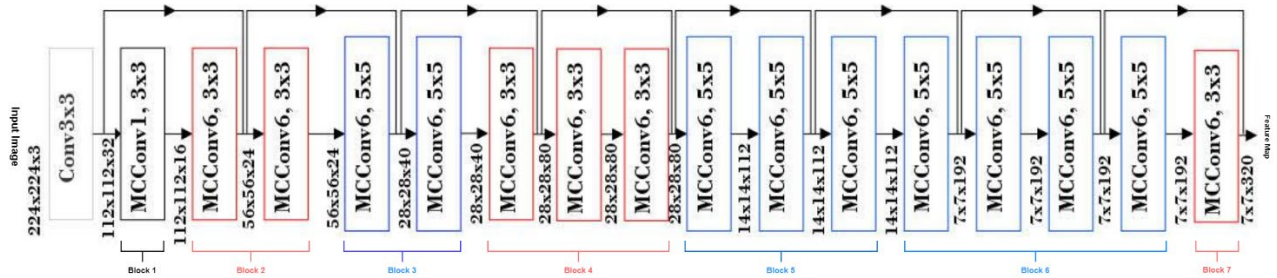 Input Image
224x224x3
Conv3x3
112x112x32
MCConv1, 3x3
112x112x16
MCConv6, 3x3
56x56x24
MCConv6, 3x3
56x56x24
MCConv6, 5x5
28x28x40
MCConv6, 5x5
28x28x40
MCConv6, 3x3
28x28x80
MCConv6, 3x3
28x28x80
MCConv6, 3x3
28x28x80
MCConv6, 5x5
14x14x112
MCConv6, 5x5
14x14x112
MCConv6, 5x5
14x14x112
MCConv6, 5x5
7x7x192
MCConv6, 5x5
7x7x192
MCConv6, 5x5
7x7x192
MCConv6, 5x5
7x7x192
MCConv6, 3x3
7x7x320
Feature Map
Block 1
Block 2
Block 3
Block 4
Block 5
Block 6
Block 7